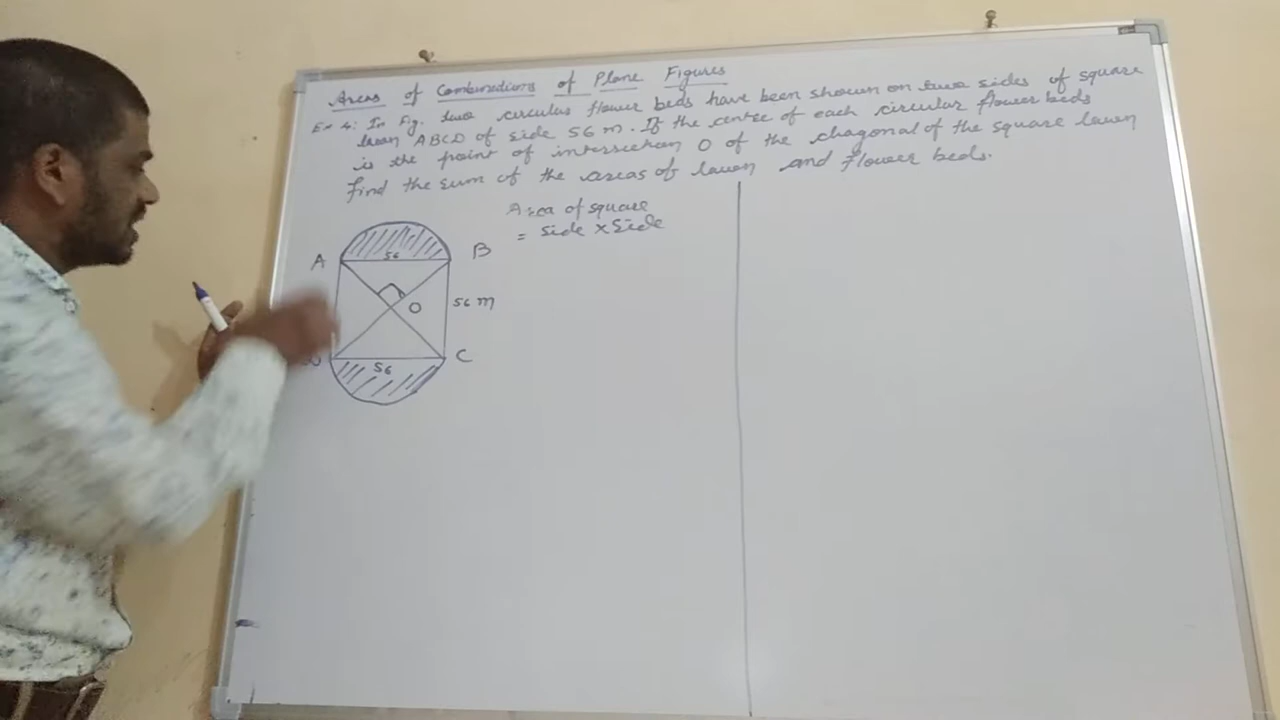 Areas of Combinations of Plane Figures
Ex 4: In Fig. two circular flower beds have been shown on two sides of square
lawn ABCD of side 56 m. If the centre of each circular flower beds
is the point of intersection O of the diagonal of the square lawn
find the sum of the areas of lawn and flower beds.
Area of square
= side x side
A
56
B
O
56 m
D
56
C